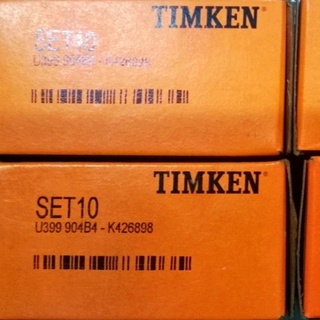 TIMKEN
SET10
TIMKEN®
SET10
U399 904B4 - K426898